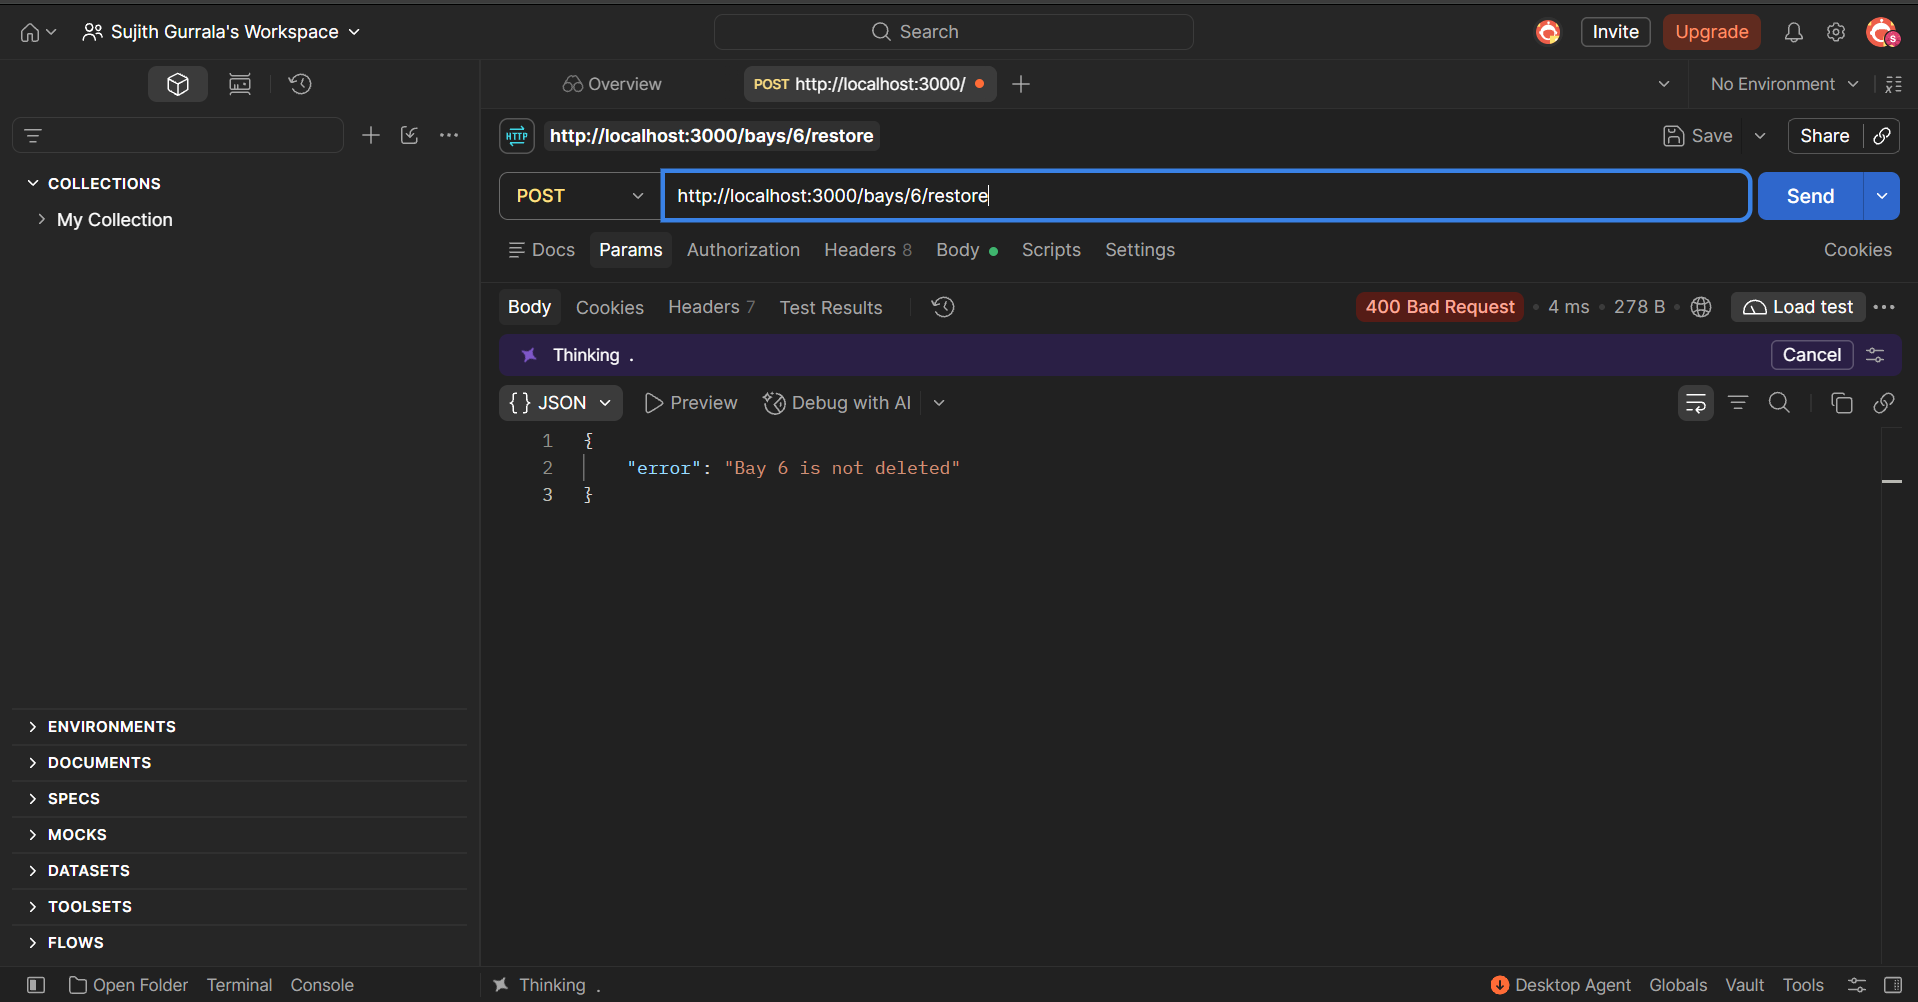 Sujith Gurrala's Workspace
Search
Invite
Upgrade
S
Overview
POST http://localhost:3000/
No Environment
HTTP
http://localhost:3000/bays/6/restore
Save
Share
COLLECTIONS
My Collection
POST
http://localhost:3000/bays/6/restore
Send
Docs
Params
Authorization
Headers 8
Body
Scripts
Settings
Cookies
Body
Cookies
Headers 7
Test Results
400 Bad Request
4 ms
278 B
Load test
Thinking .
Cancel
{} JSON
Preview
Debug with AI
1 {
2 "error": "Bay 6 is not deleted"
3 }
ENVIRONMENTS
DOCUMENTS
SPECS
MOCKS
DATASETS
TOOLSETS
FLOWS
Open Folder
Terminal
Console
Thinking .
Desktop Agent
Globals
Vault
Tools